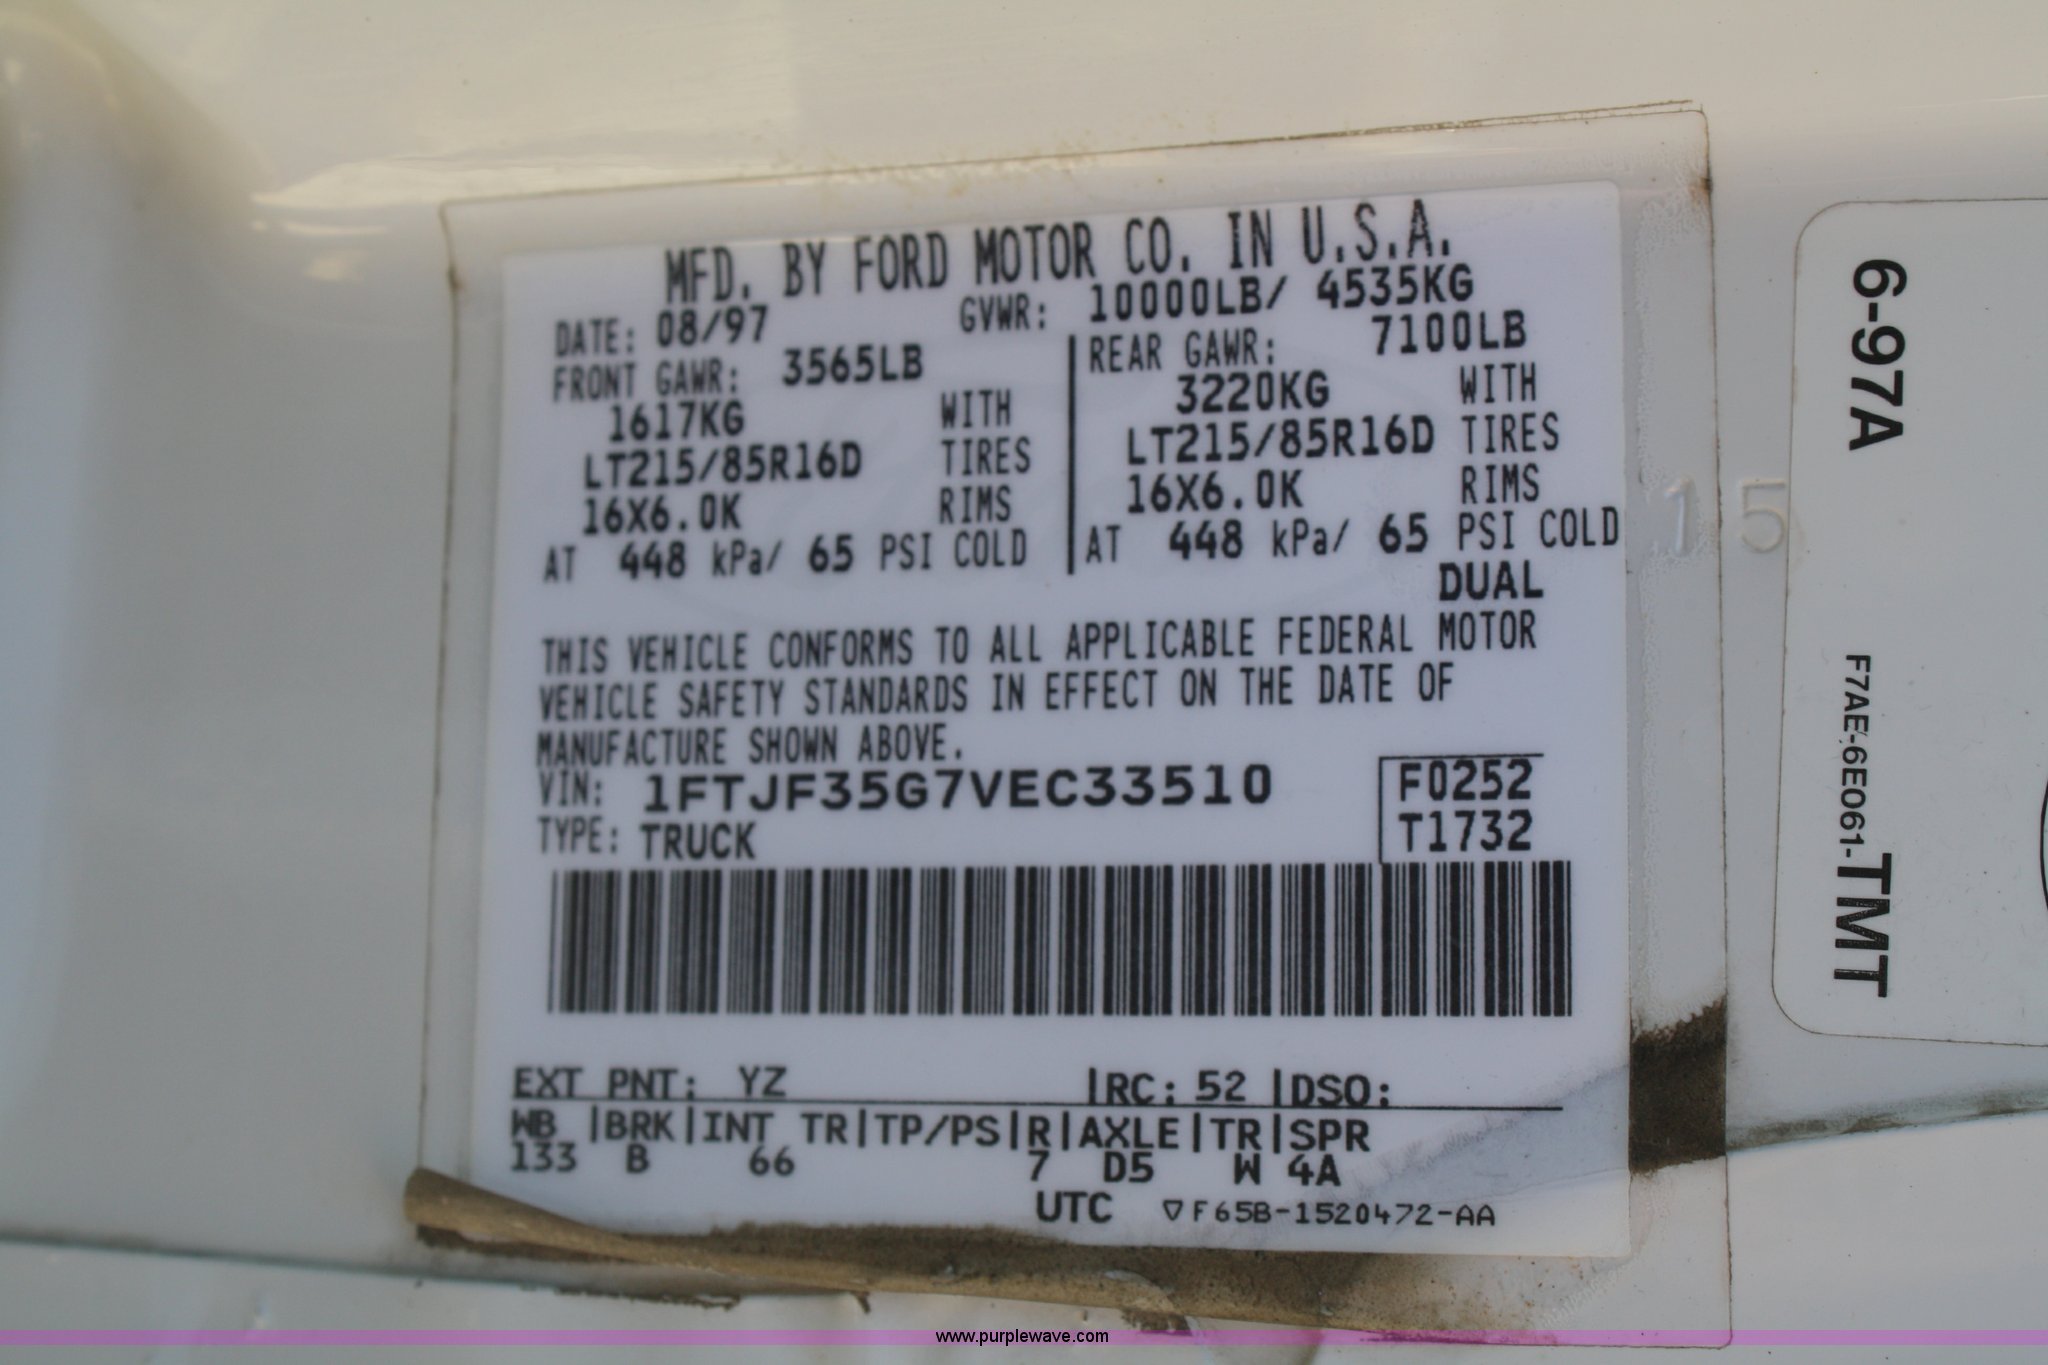 MFD. BY FORD MOTOR CO. IN U.S.A.
DATE: 08/97 GVWR: 10000LB/ 4535KG
FRONT GAWR: 3565LB
1617KG WITH
LT215/85R16D TIRES
16X6.0K RIMS
AT 448 kPa/ 65 PSI COLD
REAR GAWR: 7100LB
3220KG WITH
LT215/85R16D TIRES
16X6.0K RIMS
AT 448 kPa/ 65 PSI COLD
DUAL
THIS VEHICLE CONFORMS TO ALL APPLICABLE FEDERAL MOTOR
VEHICLE SAFETY STANDARDS IN EFFECT ON THE DATE OF
MANUFACTURE SHOWN ABOVE.
VIN: 1FTJF35G7VEC33510
TYPE: TRUCK
F0252
T1732
EXT PNT: YZ |RC: 52 |DSO:
WB |BRK|INT TR|TP/PS|R|AXLE|TR|SPR
133 B 66 7 D5 W 4A
UTC ▽F65B-1520472-AA
15
6-97A
F7AE-6E061-TMT
www.purplewave.com